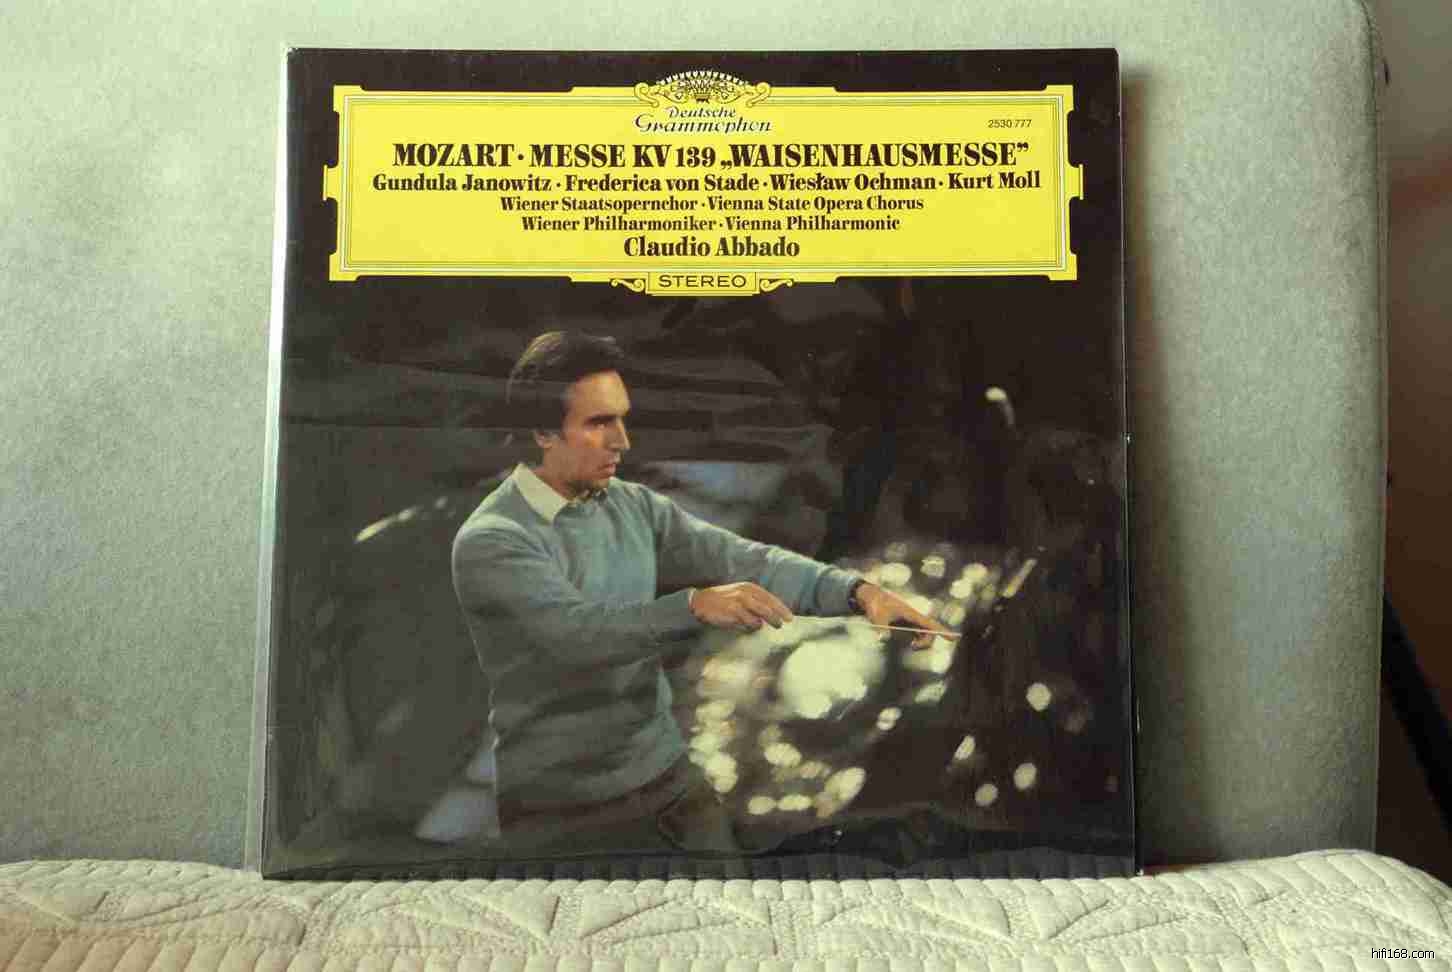 Deutsche
Grammophon
2530 777
MOZART · MESSE KV 139 „WAISENHAUSMESSE”
Gundula Janowitz · Frederica von Stade · Wiesław Ochman · Kurt Moll
Wiener Staatsopernchor · Vienna State Opera Chorus
Wiener Philharmoniker · Vienna Philharmonic
Claudio Abbado
STEREO
hifi168.com